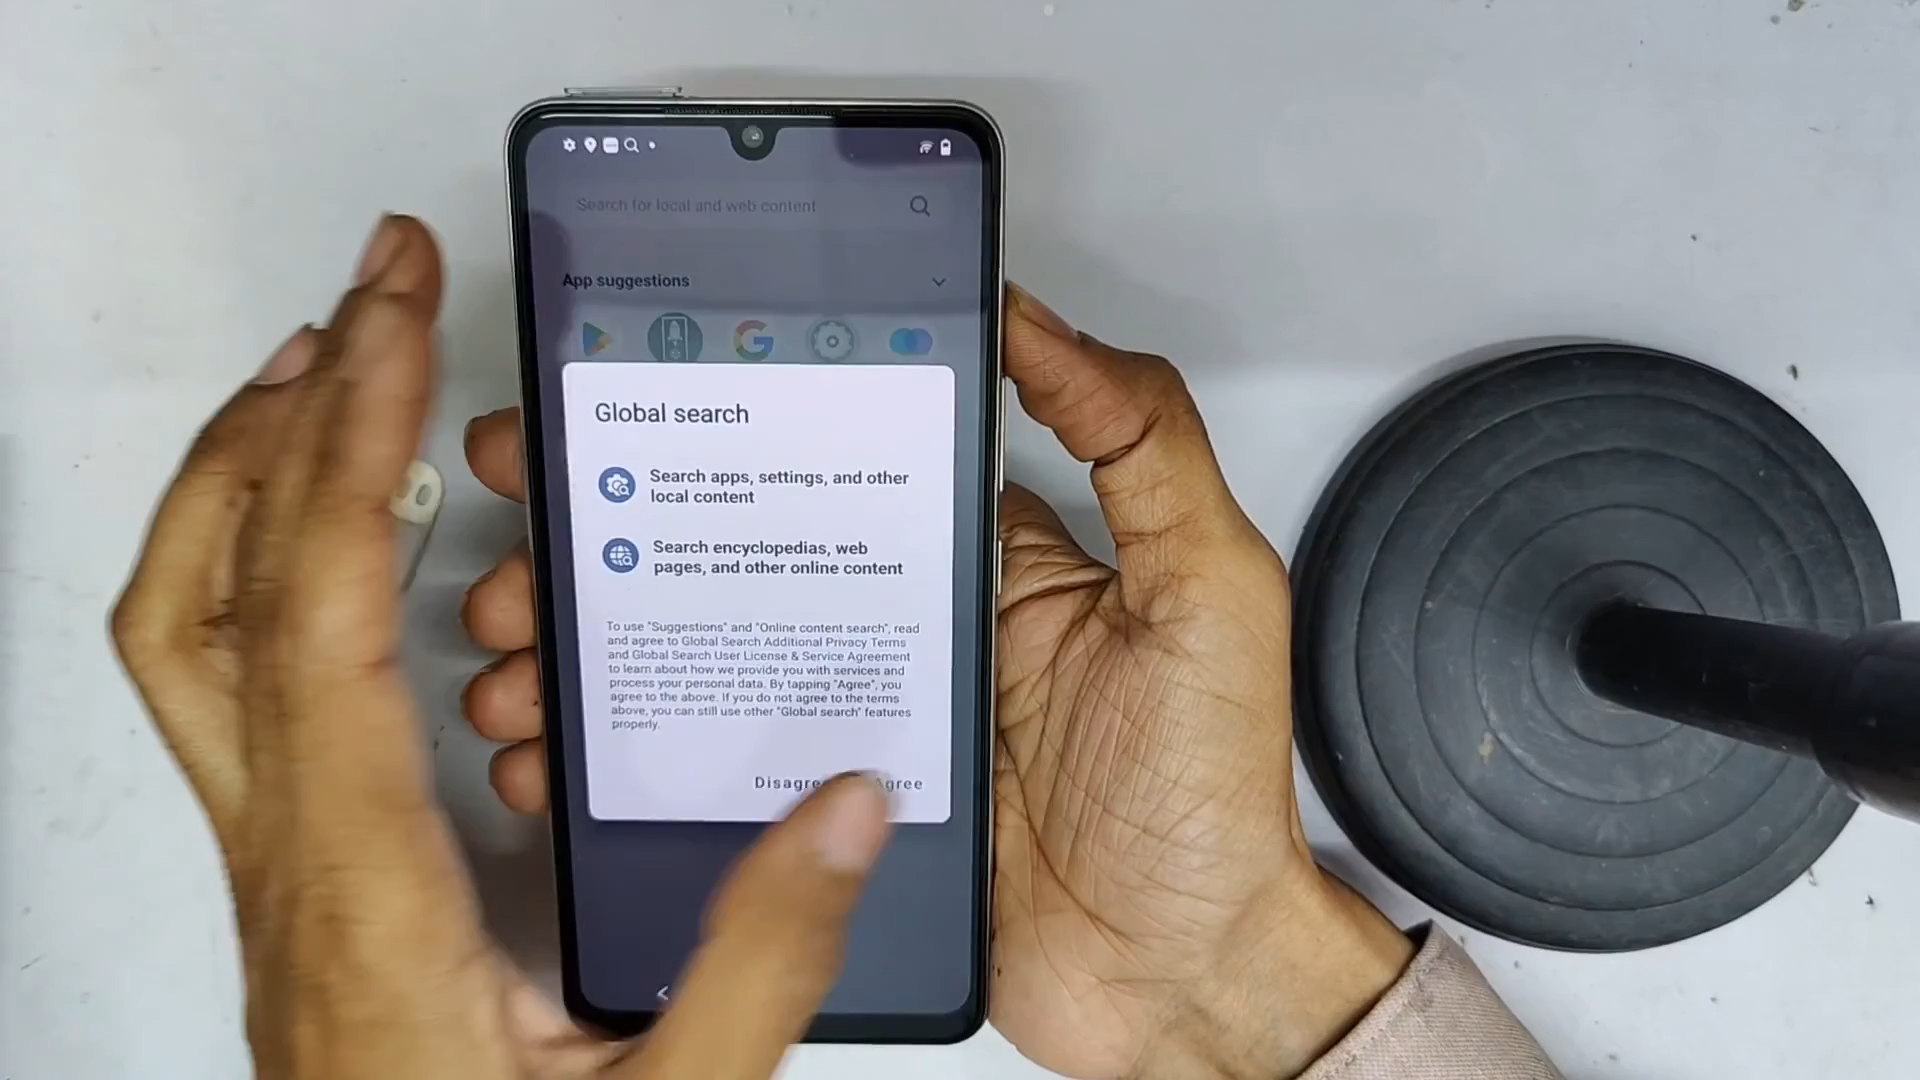 Search for local and web content
App suggestions
Global search
Search apps, settings, and other
local content
Search encyclopedias, web
pages, and other online content
To use "Suggestions" and "Online content search", read
and agree to Global Search Additional Privacy Terms
and Global Search User License & Service Agreement
to learn about how we provide you with services and
process your personal data. By tapping "Agree", you
agree to the above. If you do not agree to the terms
above, you can still use other "Global search" features
properly.
Disagree Agree